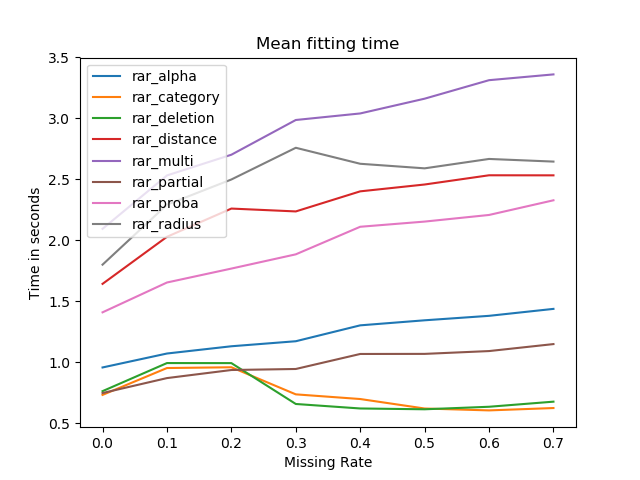 Mean fitting time
3.5
3.0
2.5
2.0
1.5
1.0
0.5
Time in seconds
rar_alpha
rar_category
rar_deletion
rar_distance
rar_multi
rar_partial
rar_proba
rar_radius
0.0 0.1 0.2 0.3 0.4 0.5 0.6 0.7
Missing Rate